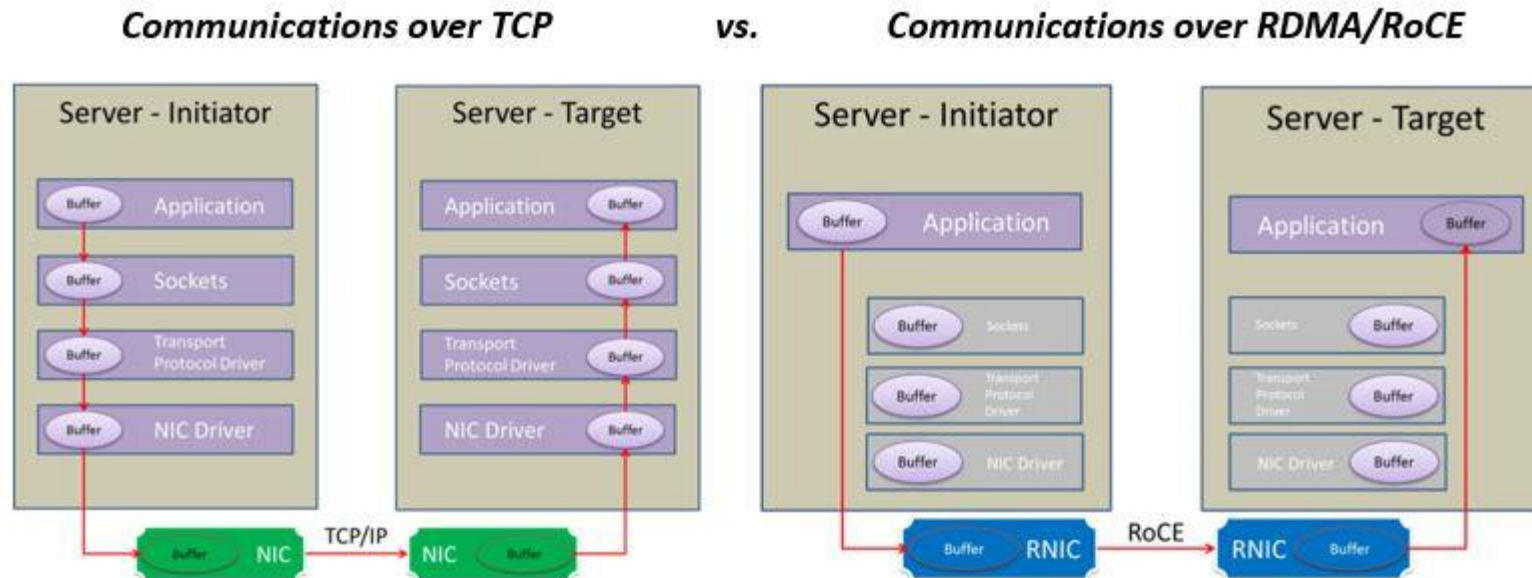 Communications over TCP vs. Communications over RDMA/RoCE
Server - Initiator
Buffer Application
Buffer Sockets
Buffer Transport
Protocol Driver
Buffer NIC Driver
Buffer NIC
TCP/IP
Server - Target
Application Buffer
Sockets Buffer
Transport
Protocol Driver Buffer
NIC Driver Buffer
NIC Buffer
Server - Initiator
Buffer Application
Buffer Sockets
Buffer Transport
Protocol
Driver
Buffer NIC Driver
Buffer RNIC
RoCE
Server - Target
Application Buffer
Sockets Buffer
Transport
Protocol Buffer
Driver
NIC Driver Buffer
RNIC Buffer